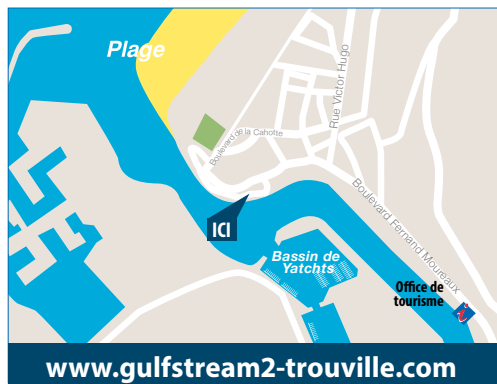 Plage
Rue Victor Hugo
Boulevard de la Cahotte
Boulevard Fernand Moureaux
ICI
Bassin de
Yatchts
Office de
tourisme
i
www.gulfstream2-trouville.com